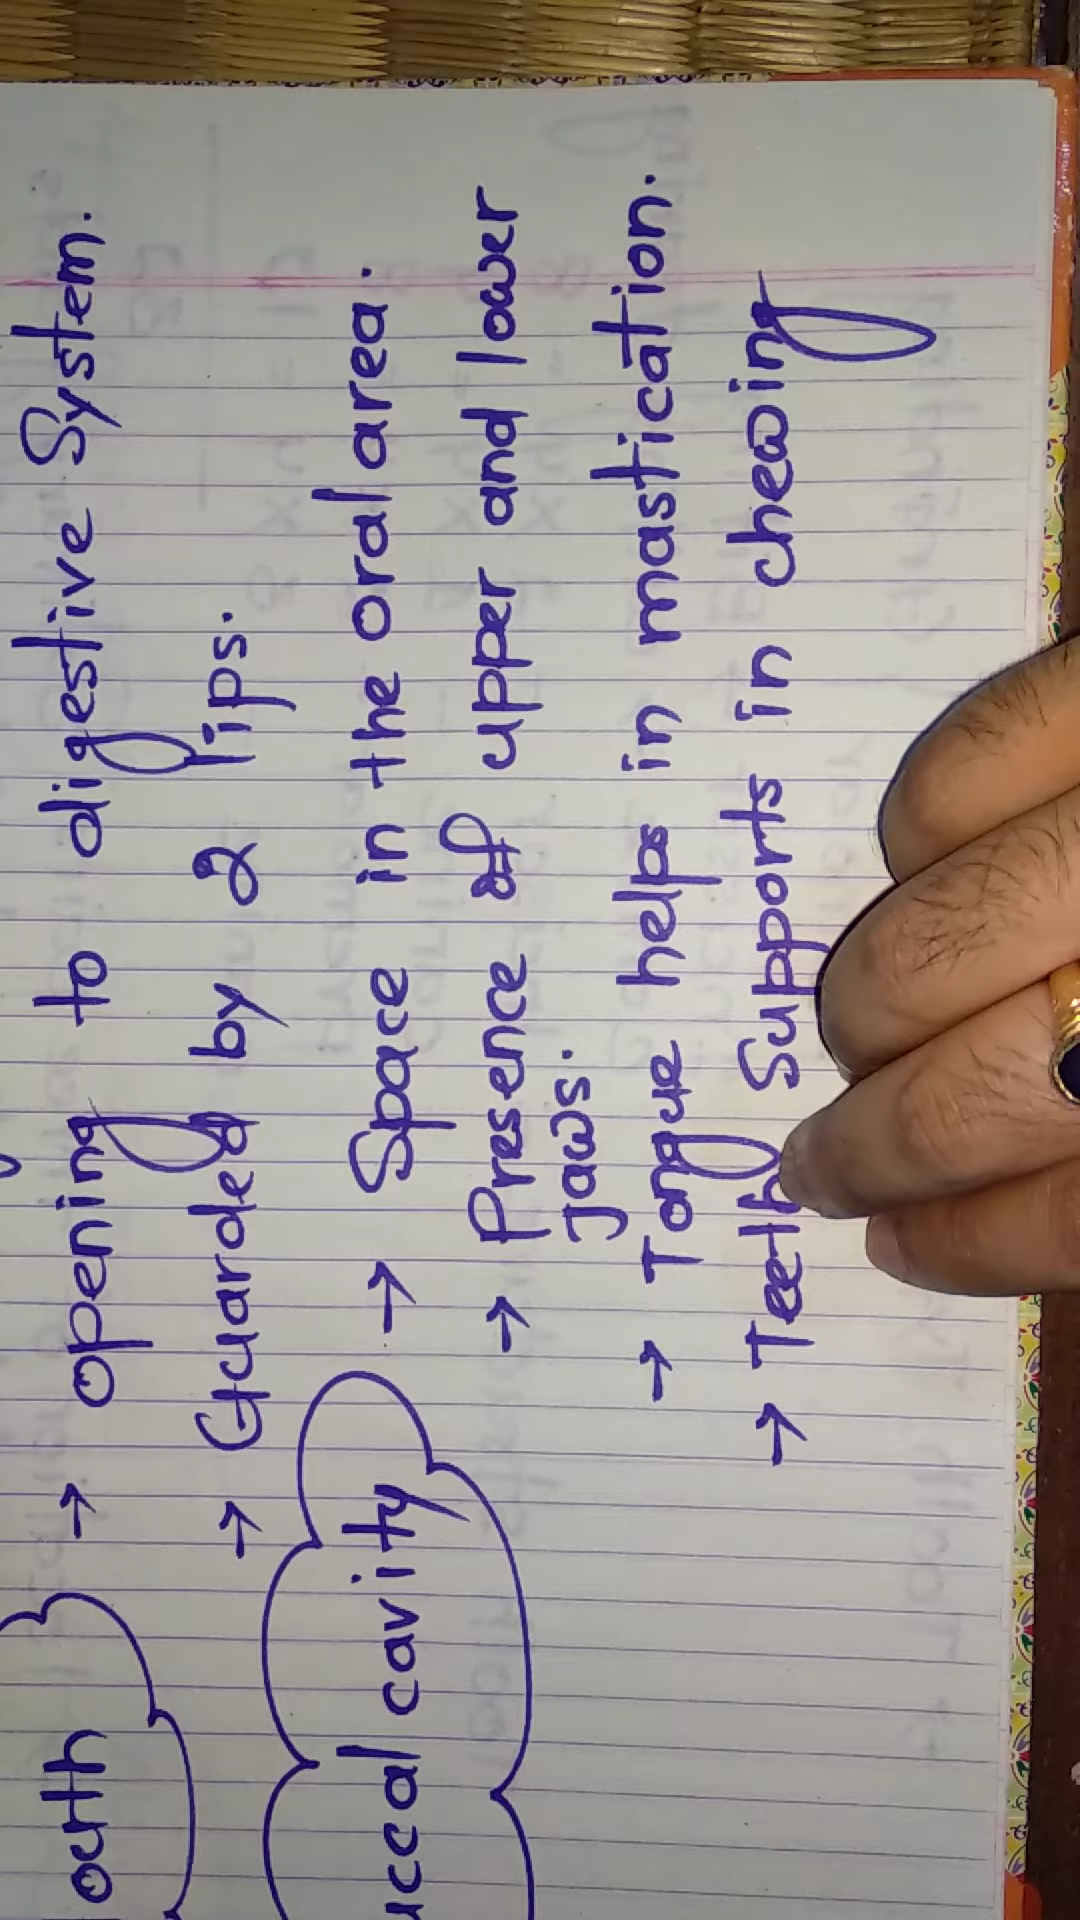 outh → opening to digestive System.
→ Guarded by 2 lips.
uccal cavity → Space in the oral area.
→ Presence of upper and lower
Jaws.
→ Tongue helps in mastication.
→ Teeth Supports in chewing